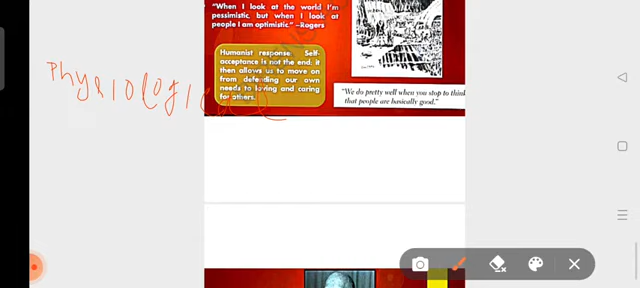 "When I look at the world I'm
pessimistic, but when I look at
people I am optimistic." –Rogers
Humanist response: Self-
acceptance is not the end; it
then allows us to move on
from defending our own
needs to loving and caring
for others.
Physiological
"We do pretty well when you stop to think
that people are basically good."